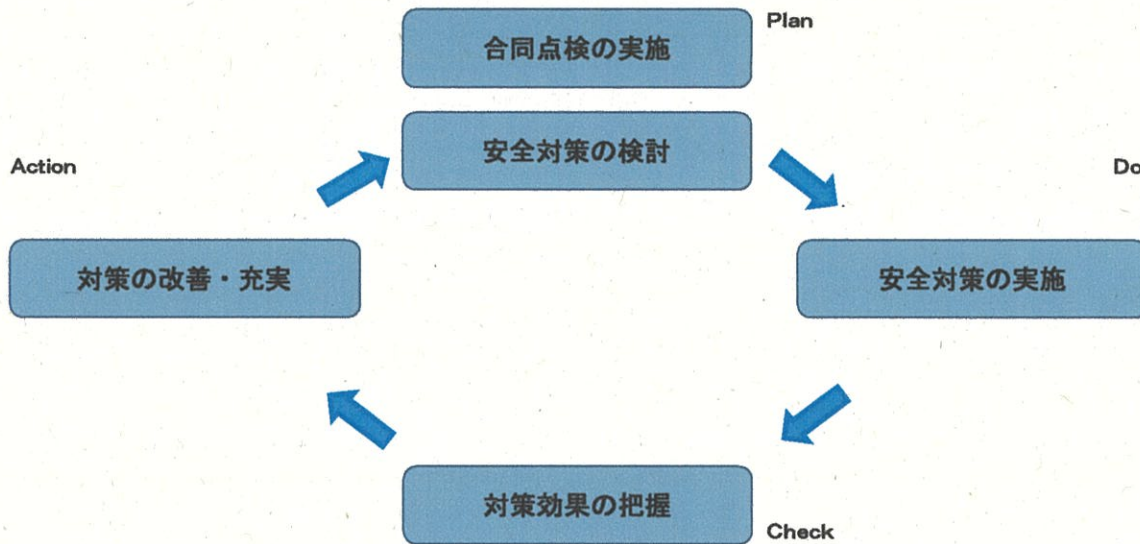 合同点検の実施
Plan
安全対策の検討
Action
Do
対策の改善・充実
安全対策の実施
対策効果の把握
Check